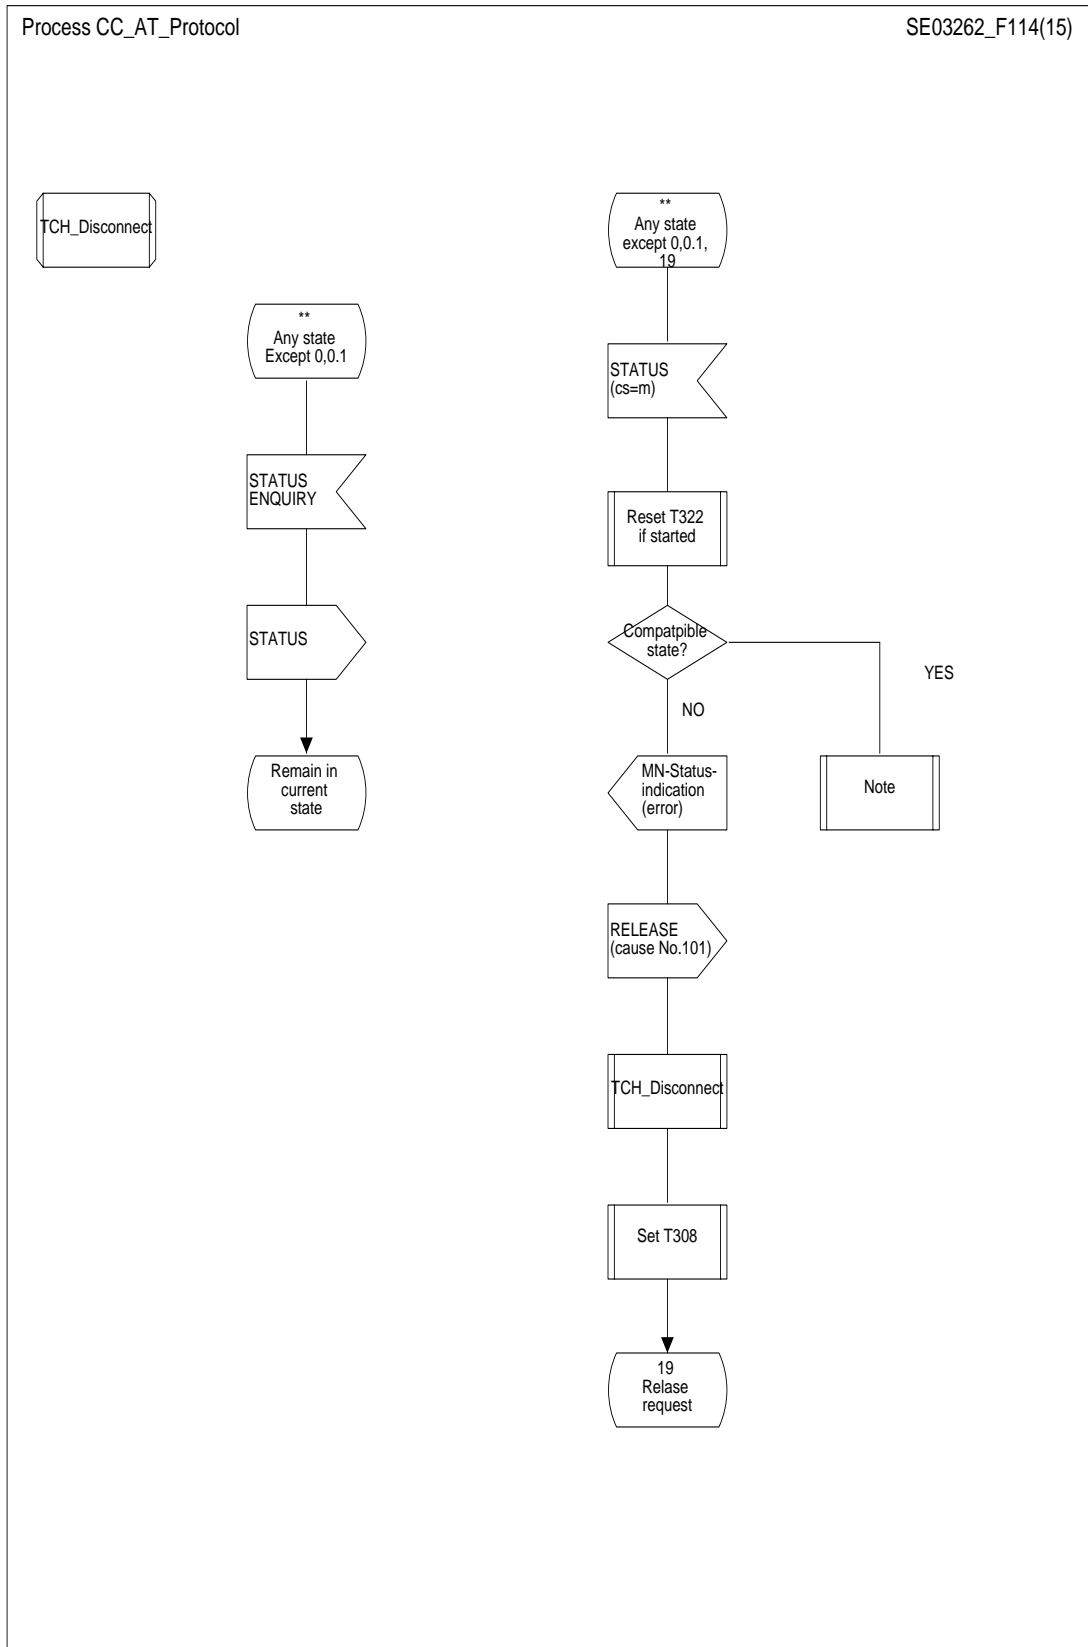 Process CC_AT_Protocol
SE03262_F114(15)
TCH_Disconnect
**
Any state
Except 0,0.1
STATUS
ENQUIRY
STATUS
Remain in
current
state
**
Any state
except 0,0.1,
19
STATUS
(cs=m)
Reset T322
if started
Compatpible
state?
YES
NO
MN-Status-
indication
(error)
Note
RELEASE
(cause No.101)
TCH_Disconnect
Set T308
19
Relase
request